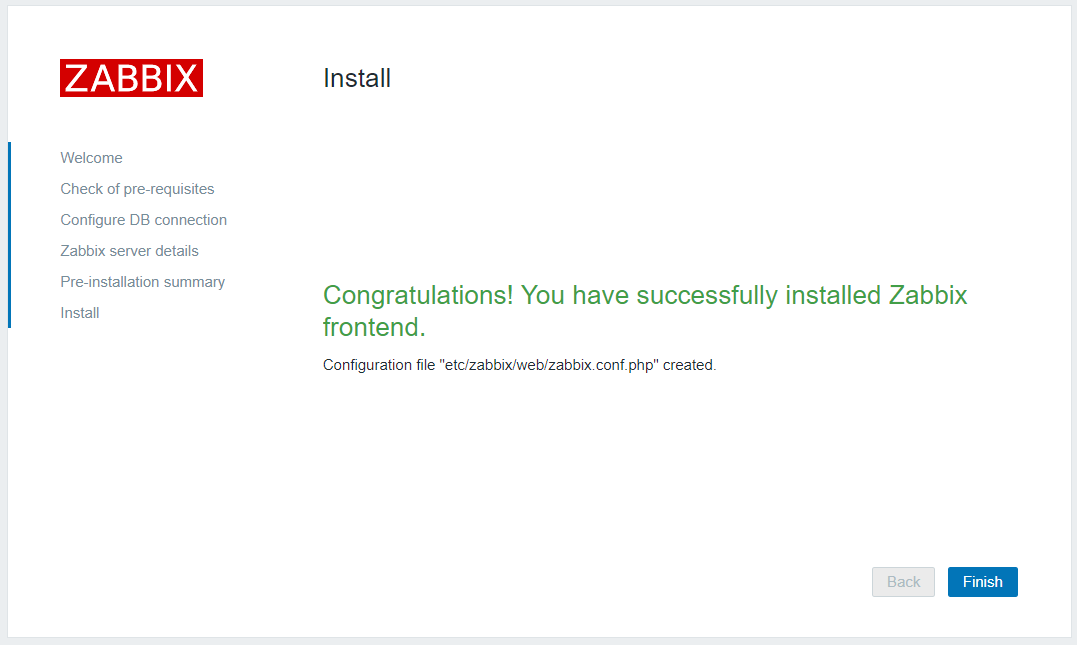 ZABBIX
Install
Welcome
Check of pre-requisites
Configure DB connection
Zabbix server details
Pre-installation summary
Install
Congratulations! You have successfully installed Zabbix
frontend.
Configuration file "etc/zabbix/web/zabbix.conf.php" created.
Back
Finish